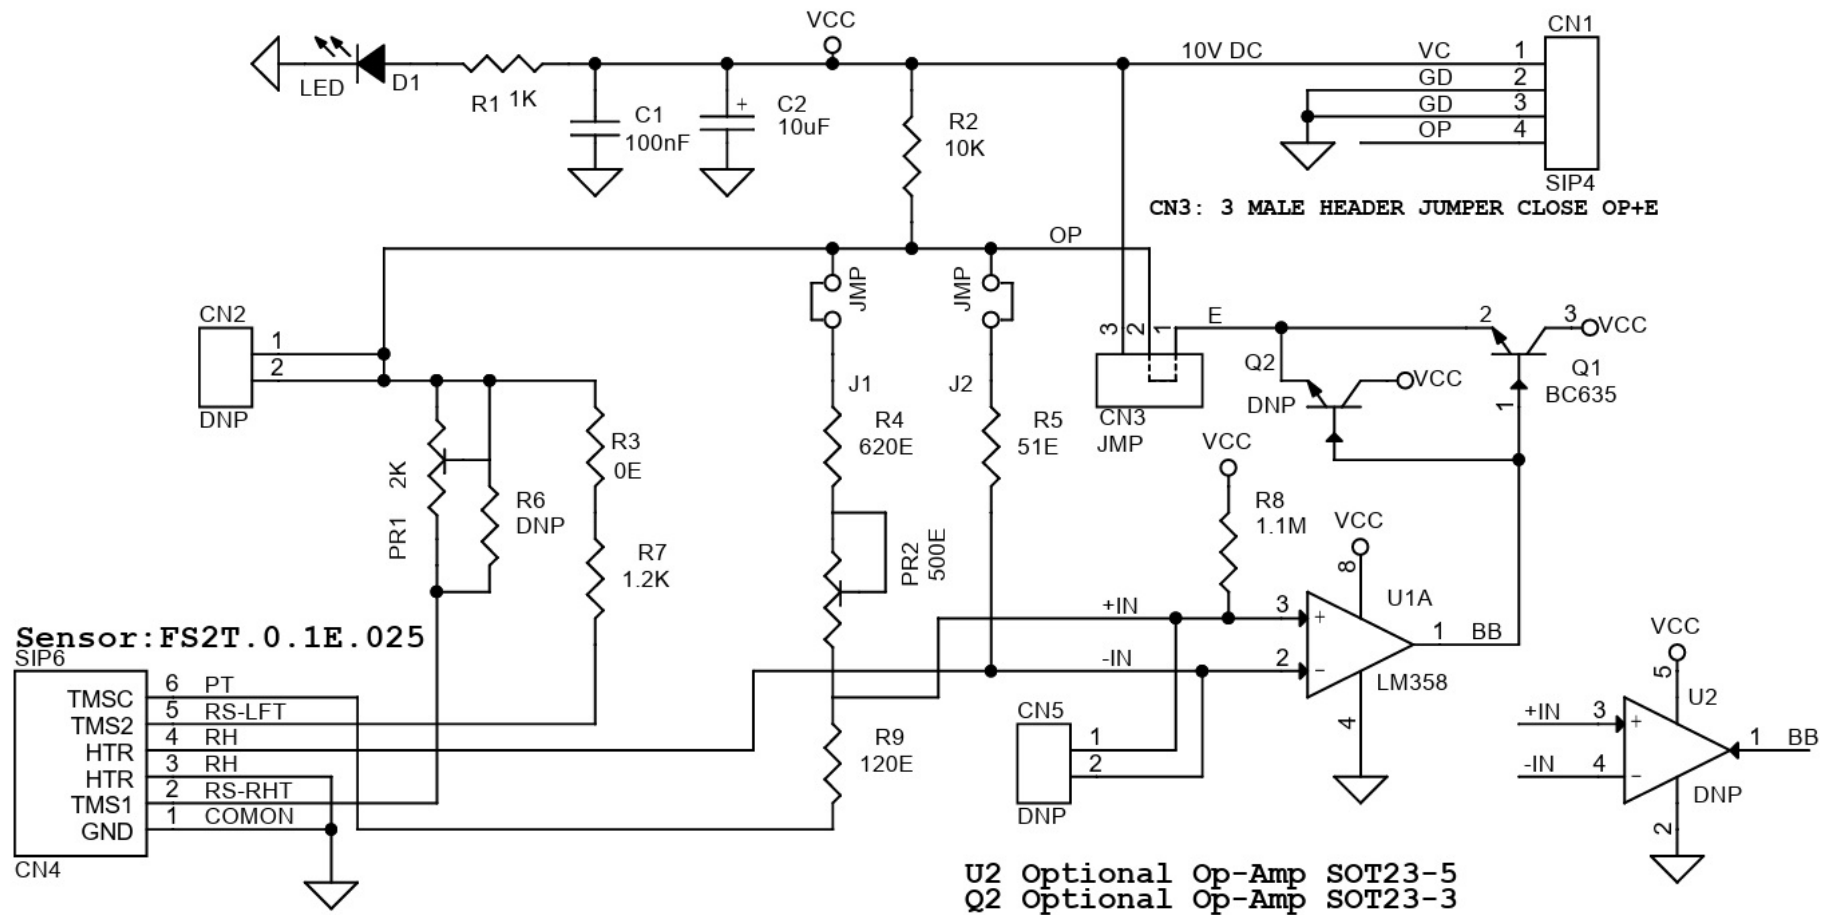 VCC
CN1
10V DC
VC 1
GD 2
GD 3
OP 4
SIP4
LED
D1
R1 1K
C1
100nF
+
C2
10uF
R2
10K
CN3: 3 MALE HEADER JUMPER CLOSE OP+E
OP
JMP
JMP
CN2
1
2
DNP
3
2
1
E
2
3
VCC
Q1
BC635
1
Q2
VCC
DNP
CN3
JMP
J1
J2
R4
620E
R5
51E
R3
0E
2K
PR1
R6
DNP
R7
1.2K
PR2
500E
VCC
R8
1.1M
VCC
8
U1A
+IN
3
+
-IN
2
−
1
BB
LM358
4
Sensor:FS2T.0.1E.025
SIP6
TMSC 6 PT
TMS2 5 RS-LFT
HTR 4 RH
HTR 3 RH
TMS1 2 RS-RHT
GND 1 COMON
CN4
R9
120E
CN5
1
2
DNP
VCC
5
U2
+IN 3 +
1 BB
-IN 4 −
DNP
2
U2 Optional Op-Amp SOT23-5
Q2 Optional Op-Amp SOT23-3